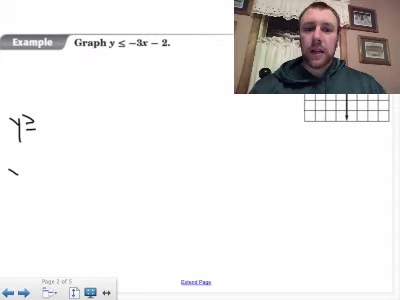 Example Graph y ≤ −3x − 2.
y ≥
Page 2 of 5
Extend Page